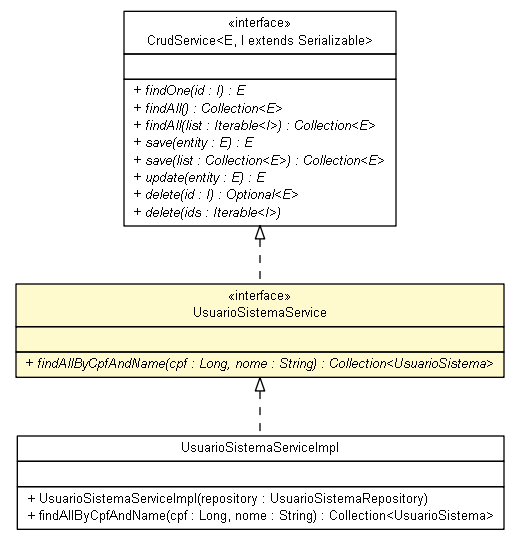 «interface»
CrudService<E, I extends Serializable>
+ findOne(id : I) : E
+ findAll() : Collection<E>
+ findAll(list : Iterable<I>) : Collection<E>
+ save(entity : E) : E
+ save(list : Collection<E>) : Collection<E>
+ update(entity : E) : E
+ delete(id : I) : Optional<E>
+ delete(ids : Iterable<I>)
«interface»
UsuarioSistemaService
+ findAllByCpfAndName(cpf : Long, nome : String) : Collection<UsuarioSistema>
UsuarioSistemaServiceImpl
+ UsuarioSistemaServiceImpl(repository : UsuarioSistemaRepository)
+ findAllByCpfAndName(cpf : Long, nome : String) : Collection<UsuarioSistema>